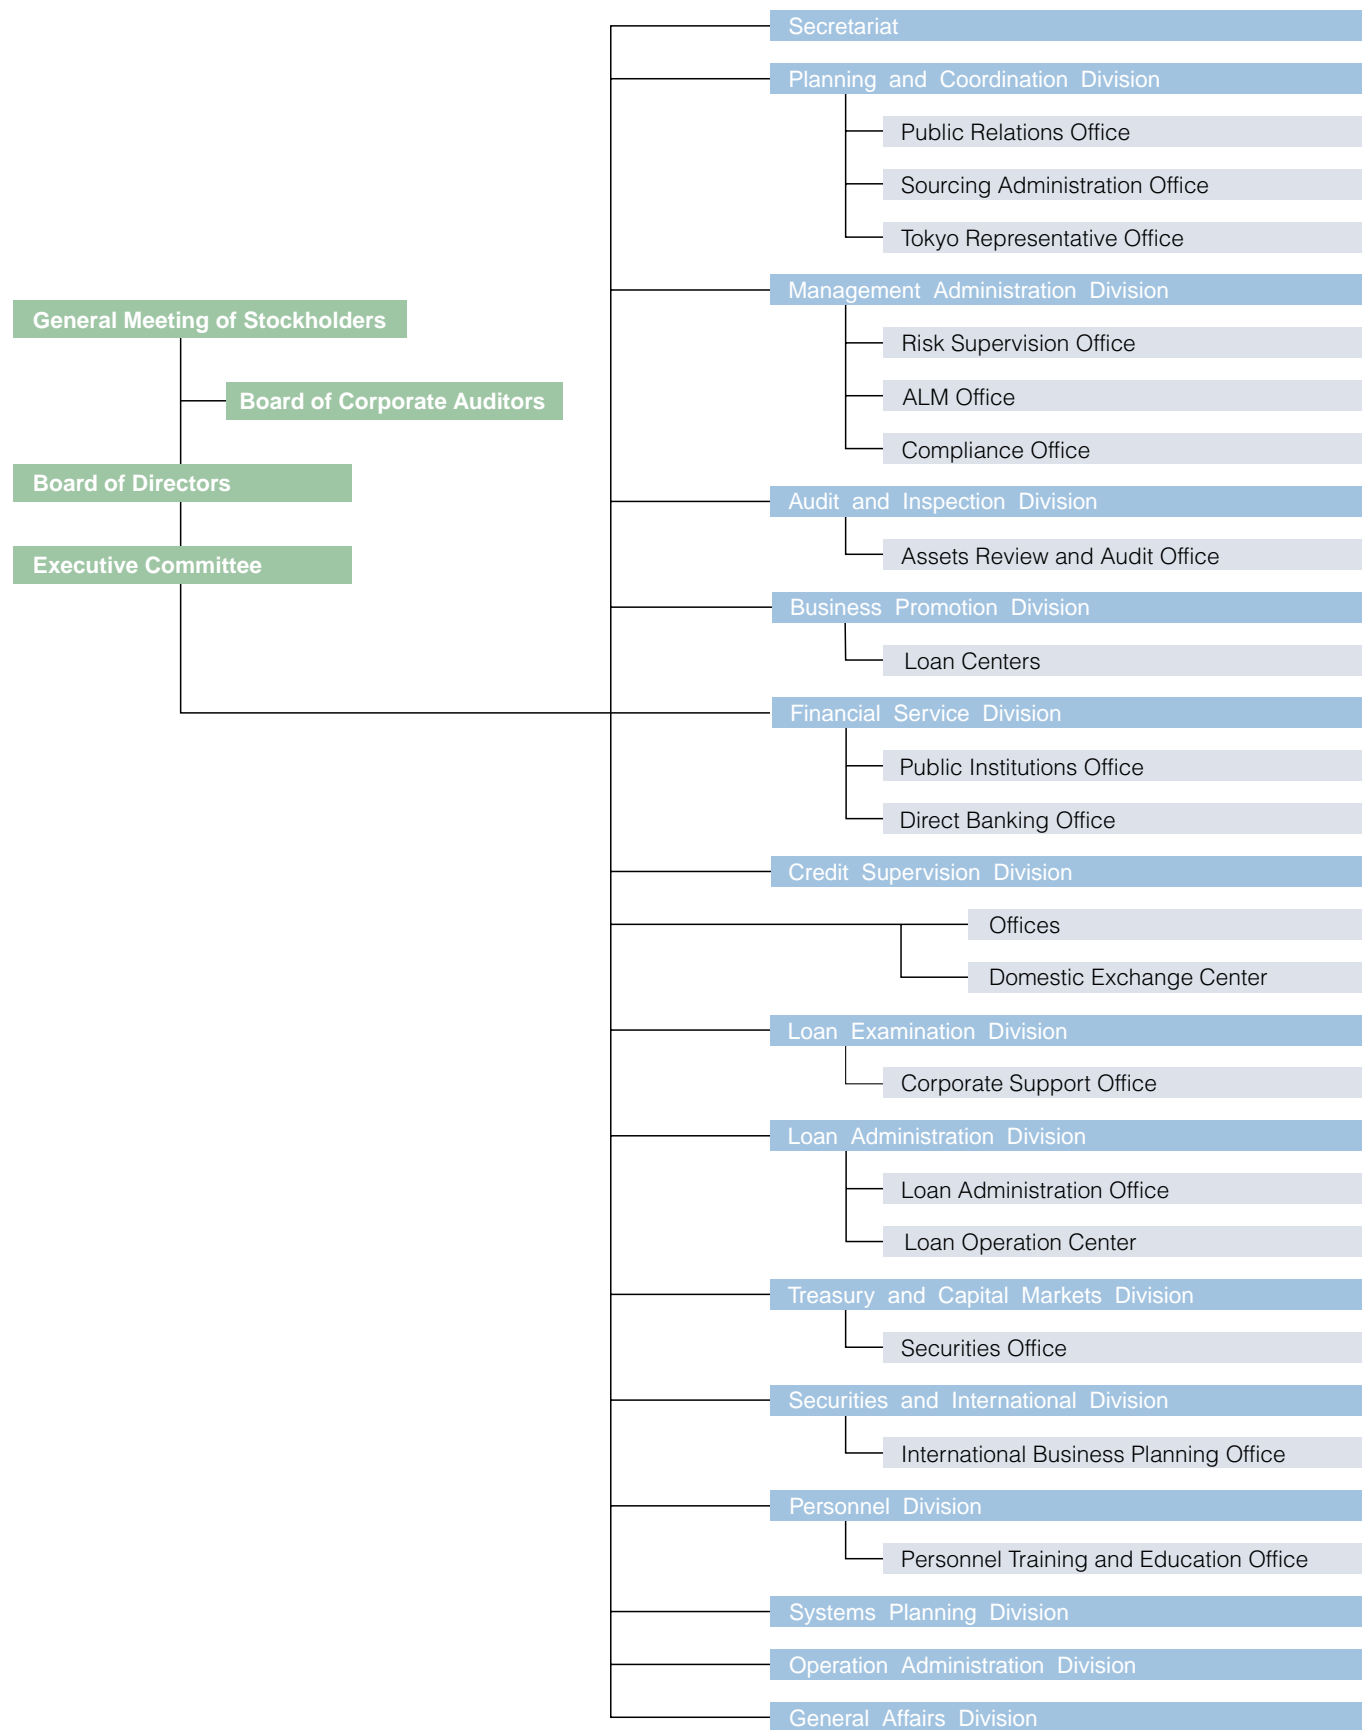 General Meeting of Stockholders
Board of Corporate Auditors
Board of Directors
Executive Committee
Secretariat
Planning and Coordination Division
Public Relations Office
Sourcing Administration Office
Tokyo Representative Office
Management Administration Division
Risk Supervision Office
ALM Office
Compliance Office
Audit and Inspection Division
Assets Review and Audit Office
Business Promotion Division
Loan Centers
Financial Service Division
Public Institutions Office
Direct Banking Office
Credit Supervision Division
Offices
Domestic Exchange Center
Loan Examination Division
Corporate Support Office
Loan Administration Division
Loan Administration Office
Loan Operation Center
Treasury and Capital Markets Division
Securities Office
Securities and International Division
International Business Planning Office
Personnel Division
Personnel Training and Education Office
Systems Planning Division
Operation Administration Division
General Affairs Division